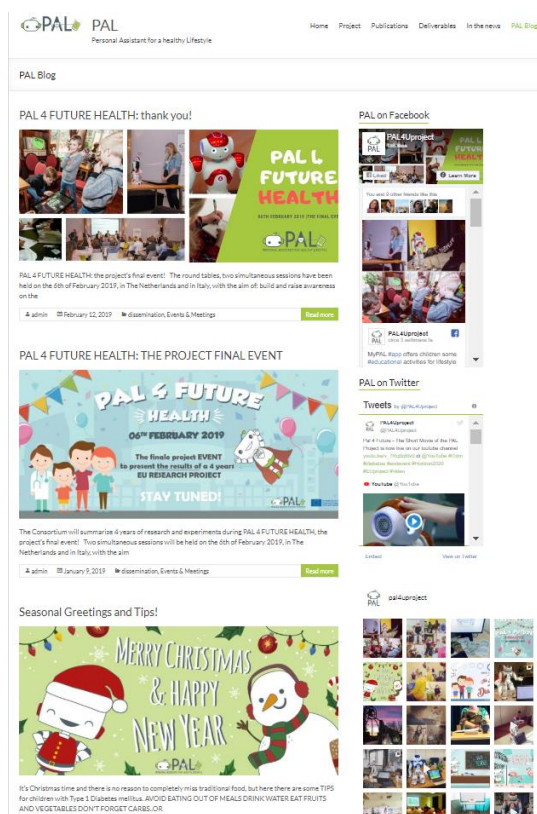 PAL PAL
Personal Assistant for a healthy Lifestyle
Home Project Publications Deliverables In the news PAL Blog
PAL Blog
PAL 4 FUTURE HEALTH: thank you!
PAL 4
FUTURE
HEALTH
PAL
PAL 4 FUTURE HEALTH: the project's final event! The round tables, two simultaneous sessions have been
held on the 6th of February 2019, in The Netherlands and in Italy, with the aim of: build and raise awareness
on the
admin February 12, 2019 dissemination, Events & Meetings Read more
PAL 4 FUTURE HEALTH: THE PROJECT FINAL EVENT
PAL 4 FUTURE
HEALTH
06TH FEBRUARY 2019
The finale project EVENT
to present the results of a 4 years
EU RESEARCH PROJECT
STAY TUNED!
PAL
The Consortium will summarize 4 years of research and experiments during PAL 4 FUTURE HEALTH, the
project's final event! Two simultaneous sessions will be held on the 6th of February 2019, in The
Netherlands and in Italy, with the aim
admin January 9, 2019 dissemination, Events & Meetings Read more
Seasonal Greetings and Tips!
MERRY CHRISTMAS
& HAPPY
NEW YEAR
PAL
It's Christmas time and there is no reason to completely miss traditional food, but here there are some TIPS
for children with Type 1 Diabetes mellitus. AVOID EATING OUT OF MEALS DRINK WATER EAT FRUITS
AND VEGETABLES DON'T FORGET CARBS..OR
PAL on Facebook
PAL4Uproject
PAL
Liked Learn More
You and 5 other friends like this
PAL PAL4Uproject
MyPAL #app offers children some
#educational activities for lifestyle
PAL on Twitter
Tweets by @PAL4Uproject
PAL4Uproject
@PAL4Uproject
Pal 4 Future - The Short Movie of the PAL
Project is now live on our youtube channel
YouTube @YouTube
Embed View on Twitter
PAL pal4uproject